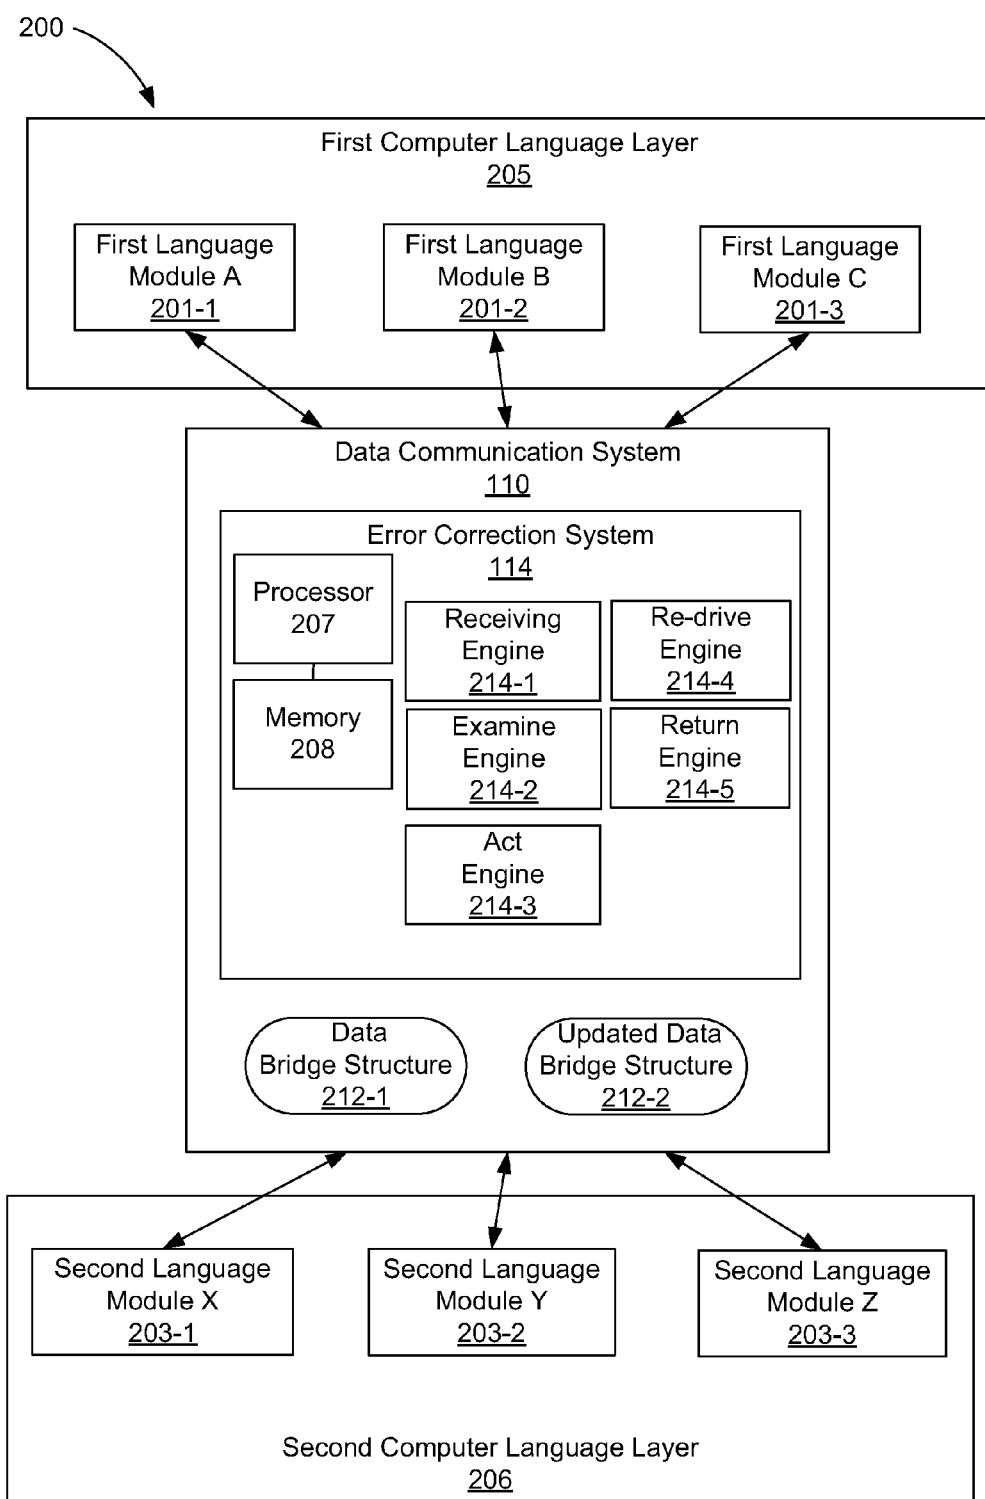 200
First Computer Language Layer
205
First Language
Module A
201-1
First Language
Module B
201-2
First Language
Module C
201-3
Data Communication System
110
Error Correction System
114
Processor
207
Memory
208
Receiving
Engine
214-1
Examine
Engine
214-2
Act
Engine
214-3
Re-drive
Engine
214-4
Return
Engine
214-5
Data
Bridge Structure
212-1
Updated Data
Bridge Structure
212-2
Second Language
Module X
203-1
Second Language
Module Y
203-2
Second Language
Module Z
203-3
Second Computer Language Layer
206